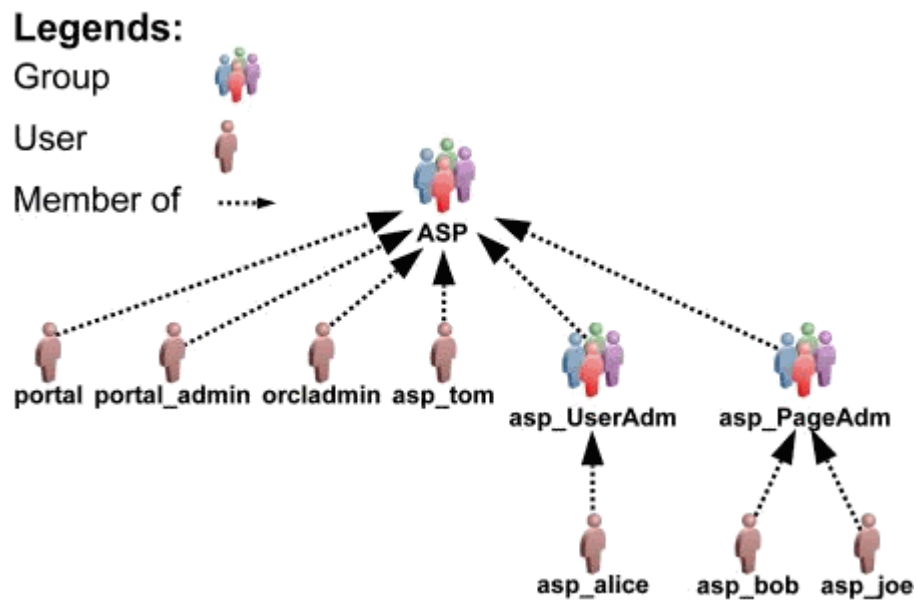 Legends:
Group
User
Member of
ASP
portal portal_admin orcladmin asp_tom
asp_UserAdm asp_PageAdm
asp_alice asp_bob asp_joe